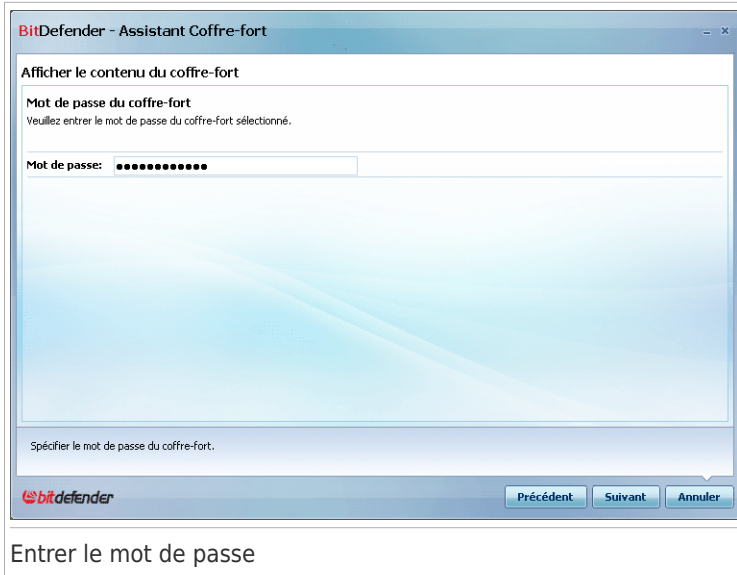 BitDefender - Assistant Coffre-fort
Afficher le contenu du coffre-fort
Mot de passe du coffre-fort
Veuillez entrer le mot de passe du coffre-fort sélectionné.
Mot de passe: ●●●●●●●●●●●●
Spécifier le mot de passe du coffre-fort.
bitdefender
Précédent Suivant Annuler
Entrer le mot de passe